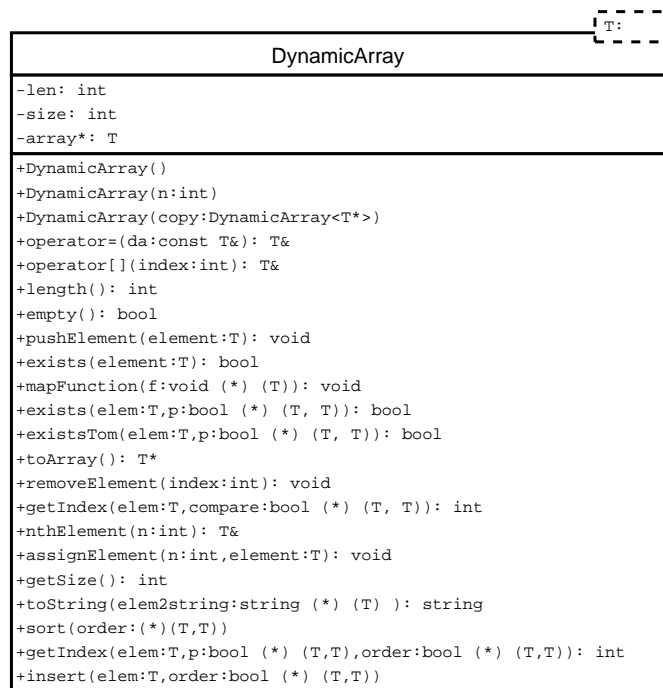 T:
DynamicArray
-len: int
-size: int
-array*: T
+DynamicArray()
+DynamicArray(n:int)
+DynamicArray(copy:DynamicArray<T*>)
+operator=(da:const T&): T&
+operator[](index:int): T&
+length(): int
+empty(): bool
+pushElement(element:T): void
+exists(element:T): bool
+mapFunction(f:void (*) (T)): void
+exists(elem:T,p:bool (*) (T, T)): bool
+existsTom(elem:T,p:bool (*) (T, T)): bool
+toArray(): T*
+removeElement(index:int): void
+getIndex(elem:T,compare:bool (*) (T, T)): int
+nthElement(n:int): T&
+assignElement(n:int,element:T): void
+getSize(): int
+toString(elem2string:string (*) (T) ): string
+sort(order:(*)(T,T))
+getIndex(elem:T,p:bool (*) (T,T),order:bool (*) (T,T)): int
+insert(elem:T,order:bool (*) (T,T))